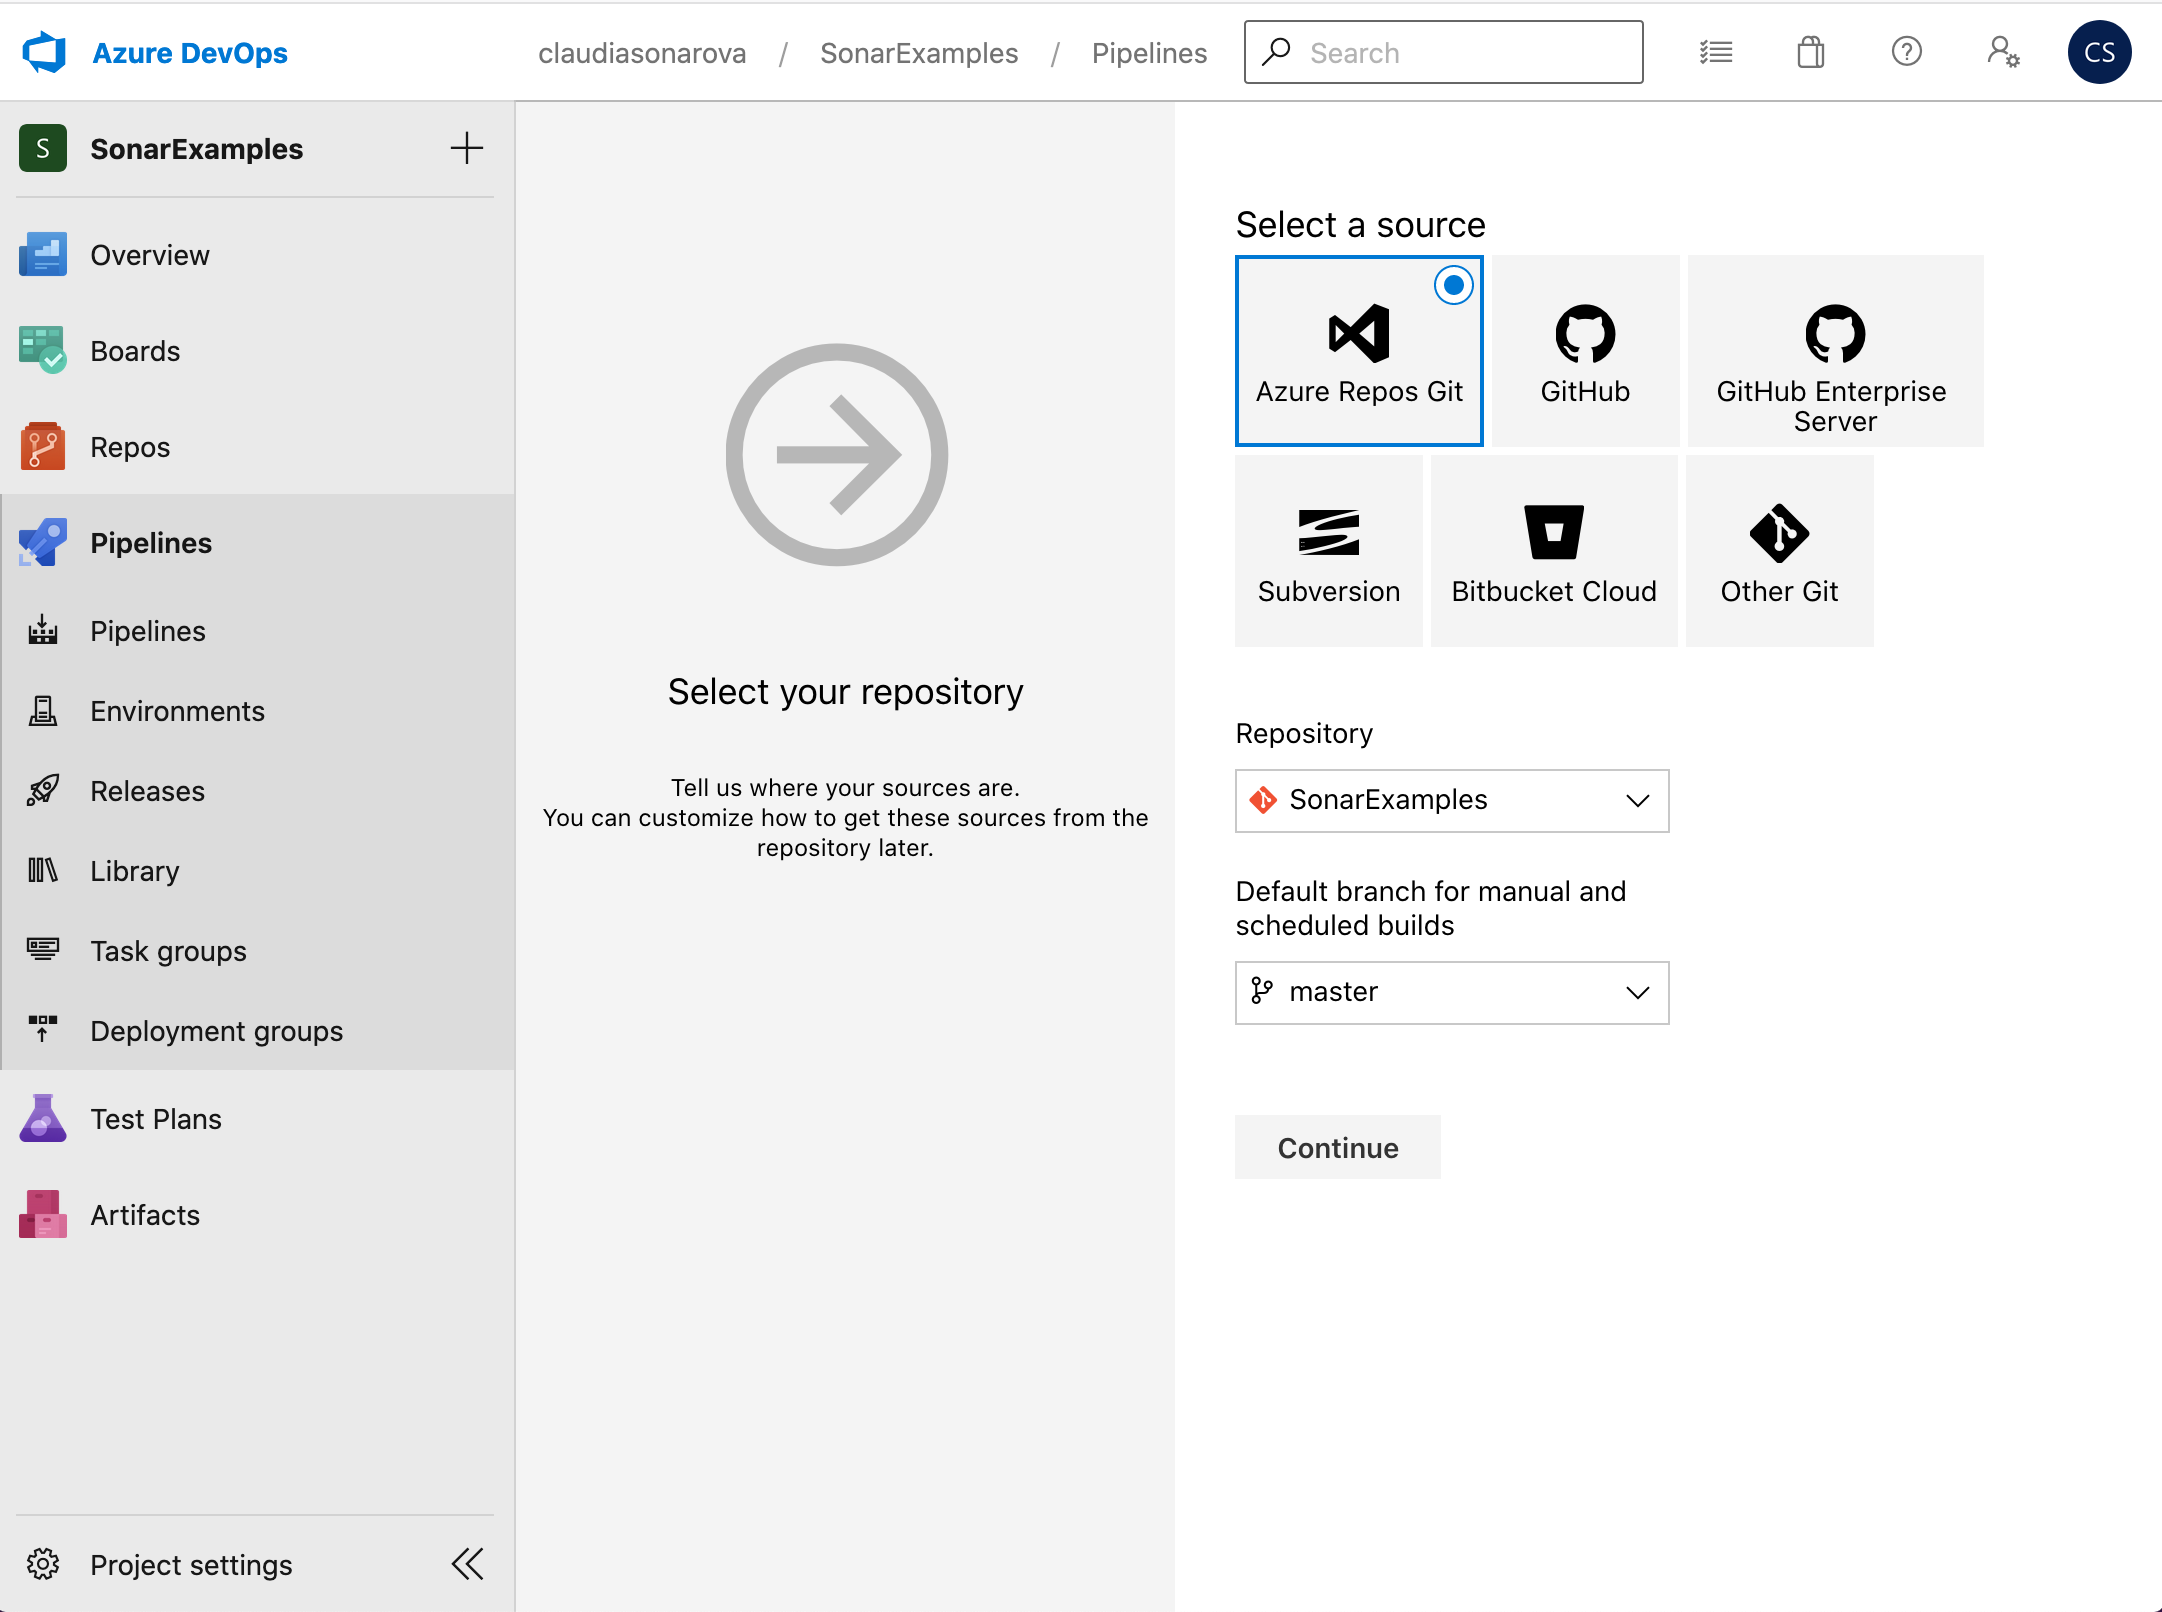 Azure DevOps
claudiasonarova / SonarExamples / Pipelines
Search
CS
S
SonarExamples
Overview
Boards
Repos
Pipelines
Pipelines
Environments
Releases
Library
Task groups
Deployment groups
Test Plans
Artifacts
Project settings
Select your repository
Tell us where your sources are.
You can customize how to get these sources from the
repository later.
Select a source
Azure Repos Git
GitHub
GitHub Enterprise
Server
Subversion
Bitbucket Cloud
Other Git
Repository
SonarExamples
Default branch for manual and
scheduled builds
master
Continue